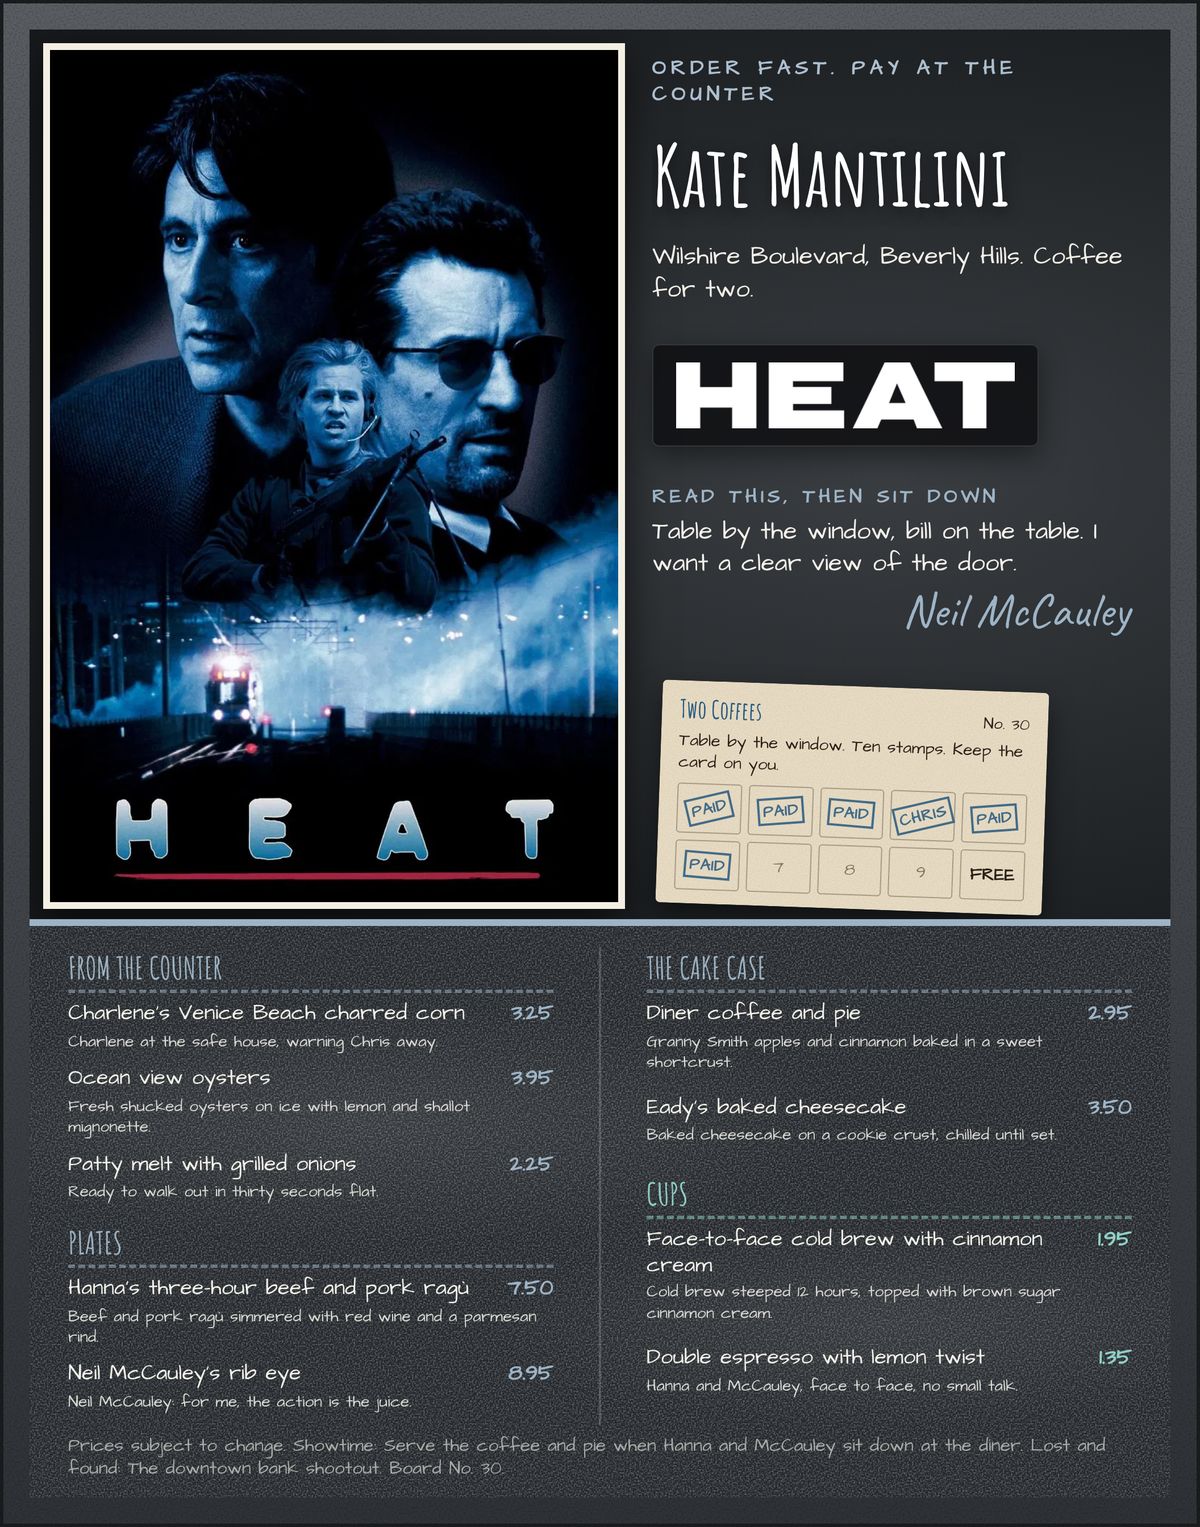 ORDER FAST. PAY AT THE
COUNTER
KATE MANTILINI
Wilshire Boulevard, Beverly Hills. Coffee
for two.
HEAT
READ THIS, THEN SIT DOWN
Table by the window, bill on the table. I
want a clear view of the door.
Neil McCauley
TWO COFFEES
No. 30
Table by the window. Ten stamps. Keep the
card on you.
PAID PAID PAID CHRIS PAID
PAID 7 8 9 FREE
HEAT
FROM THE COUNTER
Charlene's Venice Beach charred corn 3.25
Charlene at the safe house, warning Chris away.
Ocean view oysters 3.95
Fresh shucked oysters on ice with lemon and shallot
mignonette.
Patty melt with grilled onions 2.25
Ready to walk out in thirty seconds flat.
PLATES
Hanna's three-hour beef and pork ragù 7.50
Beef and pork ragù simmered with red wine and a parmesan
rind.
Neil McCauley's rib eye 8.95
Neil McCauley: for me, the action is the juice.
THE CAKE CASE
Diner coffee and pie 2.95
Granny Smith apples and cinnamon baked in a sweet
shortcrust.
Eady's baked cheesecake 3.50
Baked cheesecake on a cookie crust, chilled until set.
CUPS
Face-to-face cold brew with cinnamon 1.95
cream
Cold brew steeped 12 hours, topped with brown sugar
cinnamon cream.
Double espresso with lemon twist 1.35
Hanna and McCauley, face to face, no small talk.
Prices subject to change. Showtime: Serve the coffee and pie when Hanna and McCauley sit down at the diner. Lost and
found: The downtown bank shootout. Board No. 30.